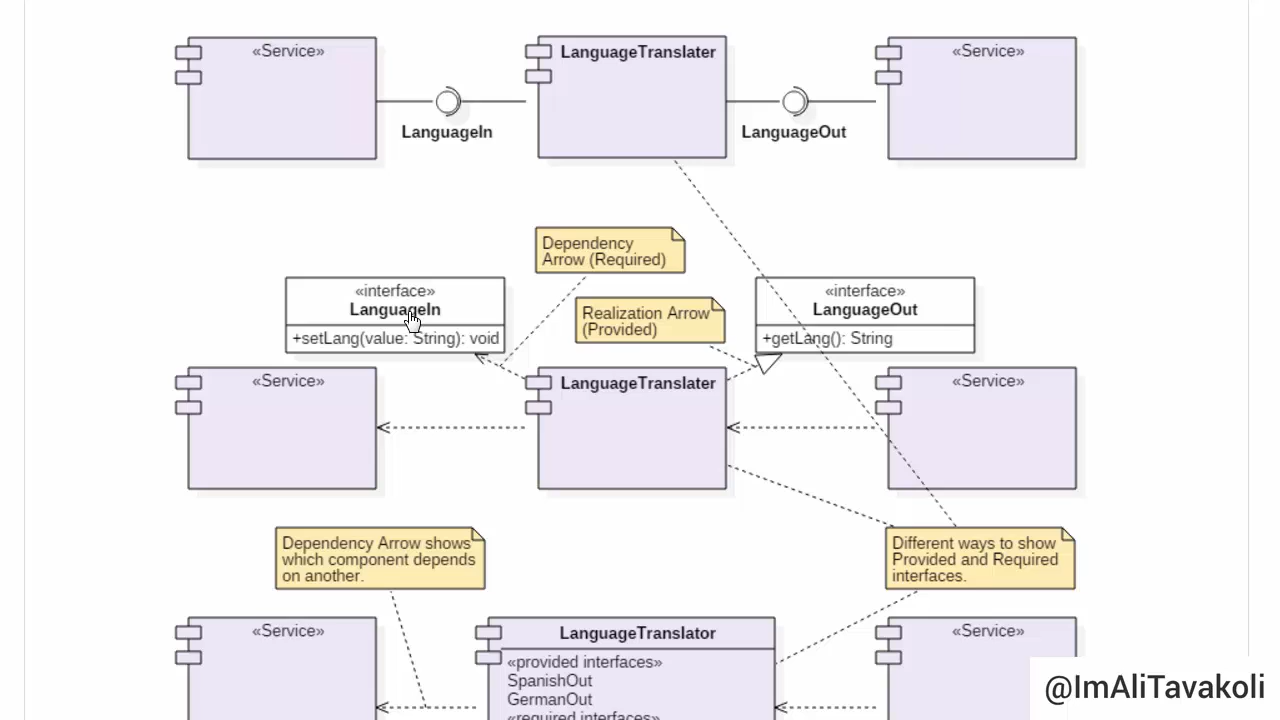 «Service»
LanguageTranslater
«Service»
LanguageIn
LanguageOut
Dependency
Arrow (Required)
«interface»
LanguageIn
+setLang(value: String): void
Realization Arrow
(Provided)
«interface»
LanguageOut
+getLang(): String
«Service»
LanguageTranslater
«Service»
Dependency Arrow shows
which component depends
on another.
Different ways to show
Provided and Required
interfaces.
«Service»
LanguageTranslator
«provided interfaces»
SpanishOut
GermanOut
«required interfaces»
«Service»
@ImAliTavakoli